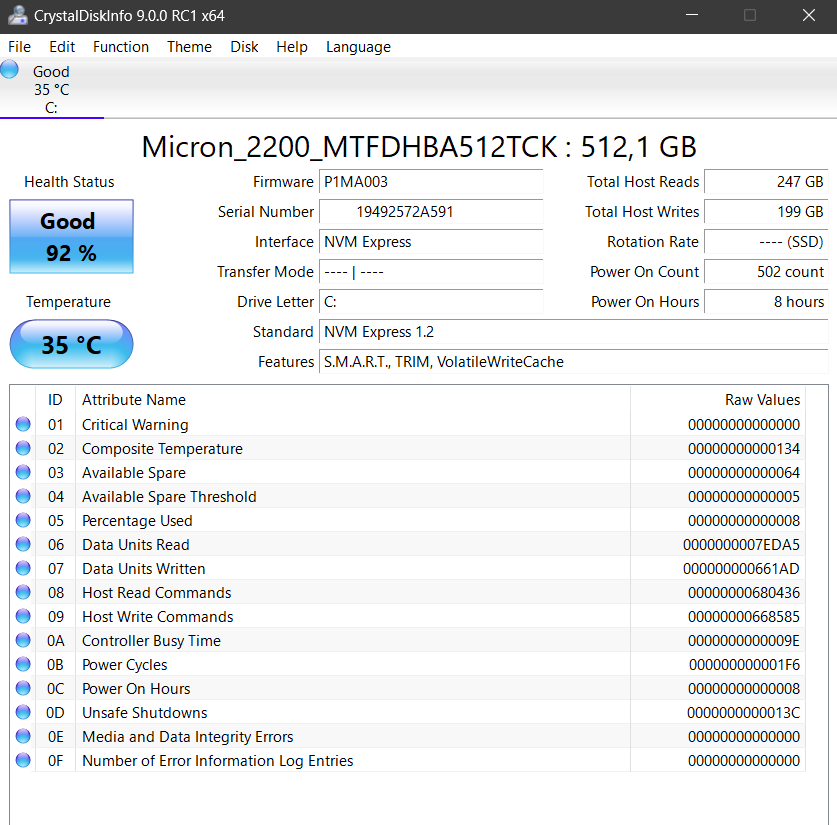 CrystalDiskInfo 9.0.0 RC1 x64
File Edit Function Theme Disk Help Language
Good
35 °C
C:
Micron_2200_MTFDHBA512TCK : 512,1 GB
Health Status
Good
92 %
Temperature
35 °C
Firmware P1MA003
Serial Number 19492572A591
Interface NVM Express
Transfer Mode ---- | ----
Drive Letter C:
Standard NVM Express 1.2
Features S.M.A.R.T., TRIM, VolatileWriteCache
Total Host Reads 247 GB
Total Host Writes 199 GB
Rotation Rate ---- (SSD)
Power On Count 502 count
Power On Hours 8 hours
ID Attribute Name Raw Values
01 Critical Warning 00000000000000
02 Composite Temperature 00000000000134
03 Available Spare 00000000000064
04 Available Spare Threshold 00000000000005
05 Percentage Used 00000000000008
06 Data Units Read 0000000007EDA5
07 Data Units Written 000000000661AD
08 Host Read Commands 00000000680436
09 Host Write Commands 00000000668585
0A Controller Busy Time 0000000000009E
0B Power Cycles 000000000001F6
0C Power On Hours 00000000000008
0D Unsafe Shutdowns 0000000000013C
0E Media and Data Integrity Errors 00000000000000
0F Number of Error Information Log Entries 00000000000000